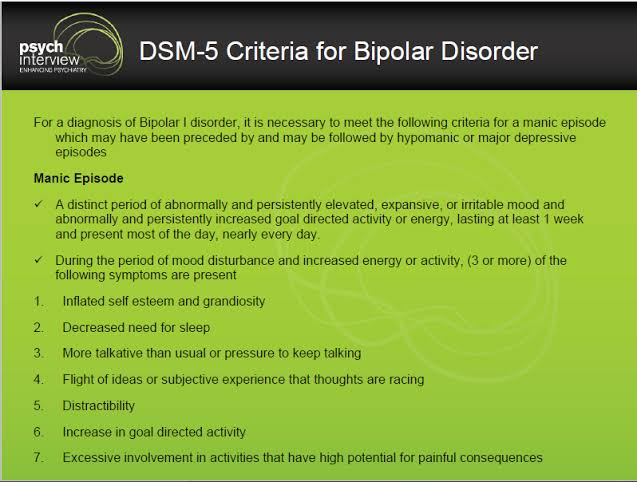 psych
interview
ENHANCING PSYCHIATRY
DSM-5 Criteria for Bipolar Disorder
For a diagnosis of Bipolar I disorder, it is necessary to meet the following criteria for a manic episode
which may have been preceded by and may be followed by hypomanic or major depressive
episodes
Manic Episode
✓ A distinct period of abnormally and persistently elevated, expansive, or irritable mood and
abnormally and persistently increased goal directed activity or energy, lasting at least 1 week
and present most of the day, nearly every day.
✓ During the period of mood disturbance and increased energy or activity, (3 or more) of the
following symptoms are present
1. Inflated self esteem and grandiosity
2. Decreased need for sleep
3. More talkative than usual or pressure to keep talking
4. Flight of ideas or subjective experience that thoughts are racing
5. Distractibility
6. Increase in goal directed activity
7. Excessive involvement in activities that have high potential for painful consequences